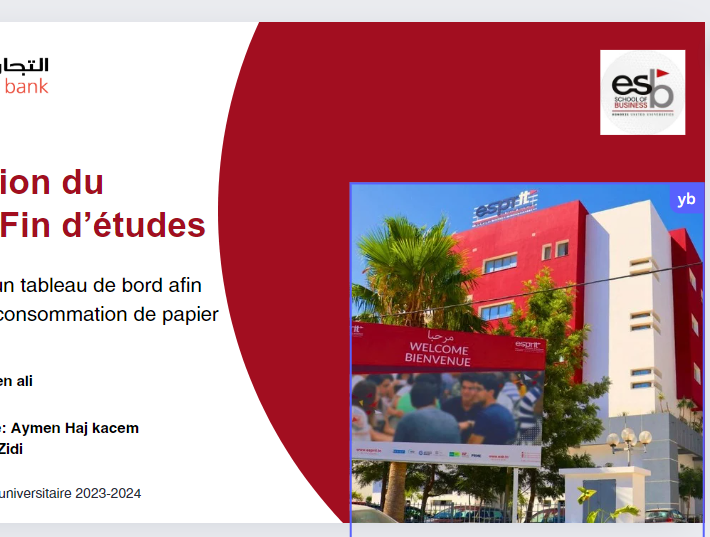 التجار
bank
esb
SCHOOL OF
BUSINESS
ion du
Fin d’études
un tableau de bord afin
consommation de papier
en ali
: Aymen Haj kacem
Zidi
universitaire 2023-2024
yb
esprit
مرحبا
WELCOME
BIENVENUE
esprit